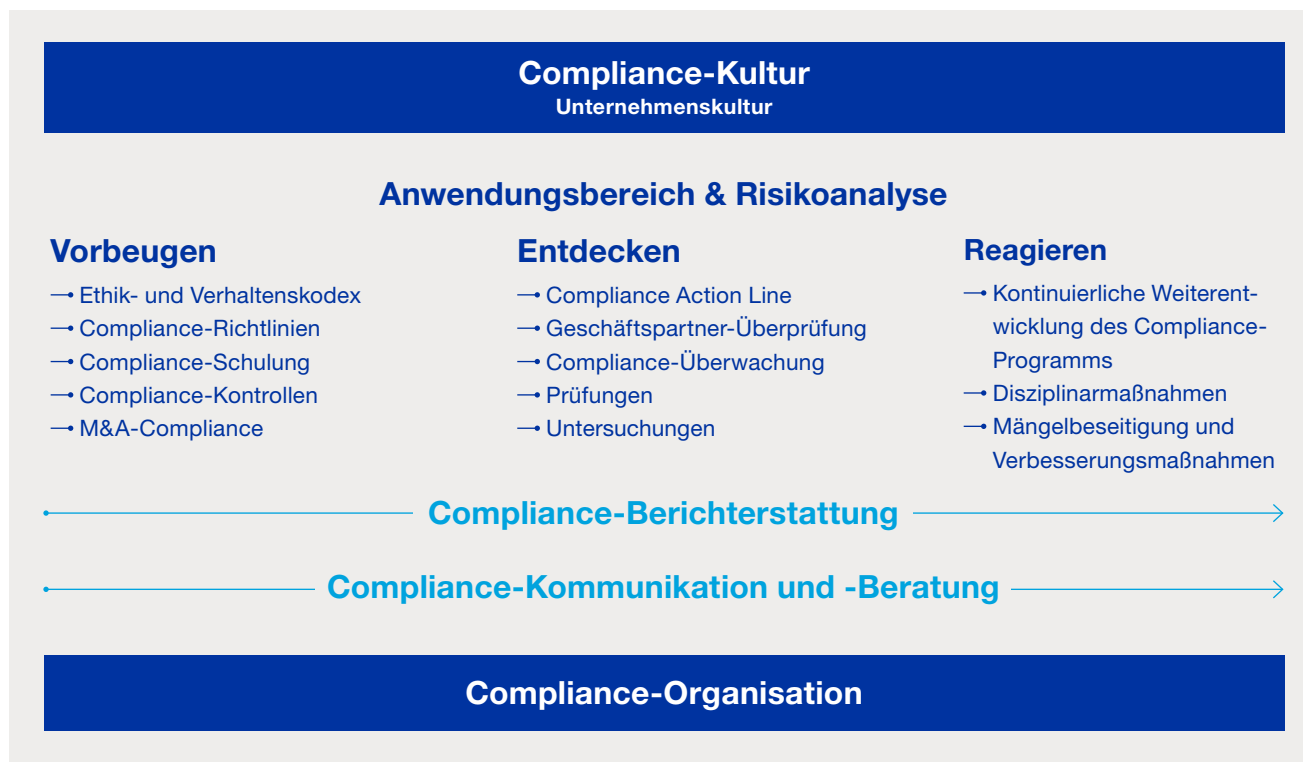 Compliance-Kultur
Unternehmenskultur
Anwendungsbereich & Risikoanalyse
Vorbeugen
Ethik- und Verhaltenskodex
Compliance-Richtlinien
Compliance-Schulung
Compliance-Kontrollen
M&A-Compliance
Entdecken
Compliance Action Line
Geschäftspartner-Überprüfung
Compliance-Überwachung
Prüfungen
Untersuchungen
Reagieren
Kontinuierliche Weiterent-
wicklung des Compliance-
Programms
Disziplinarmaßnahmen
Mängelbeseitigung und
Verbesserungsmaßnahmen
Compliance-Berichterstattung
Compliance-Kommunikation und -Beratung
Compliance-Organisation